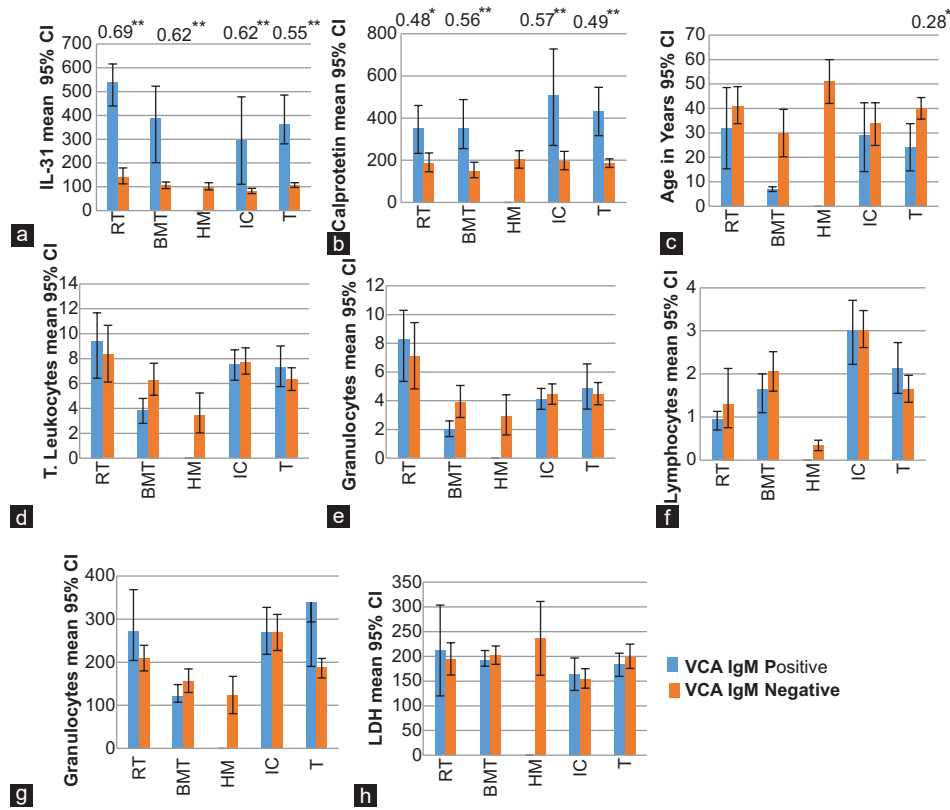 0.69** 0.62** 0.62** 0.55**
IL-31 mean 95% CI
700
600
500
400
300
200
100
0
RT BMT HM IC T
a
0.48* 0.56** 0.57** 0.49**
Calprotetin mean 95% CI
800
600
400
200
0
RT BMT HM IC T
b
0.28*
Age in Years 95% CI
70
60
50
40
30
20
10
0
RT BMT HM IC T
c
T. Leukocytes mean 95% CI
14
12
10
8
6
4
2
0
RT BMT HM IC T
d
Granulocytes mean 95% CI
12
10
8
6
4
2
0
RT BMT HM IC T
e
Lymphocytes mean 95% CI
4
3
2
1
0
RT BMT HM IC T
f
Granulocytes mean 95% CI
400
300
200
100
0
RT BMT HM IC T
g
LDH mean 95% CI
350
300
250
200
150
100
50
0
RT BMT HM IC T
h
VCA IgM Positive
VCA IgM Negative